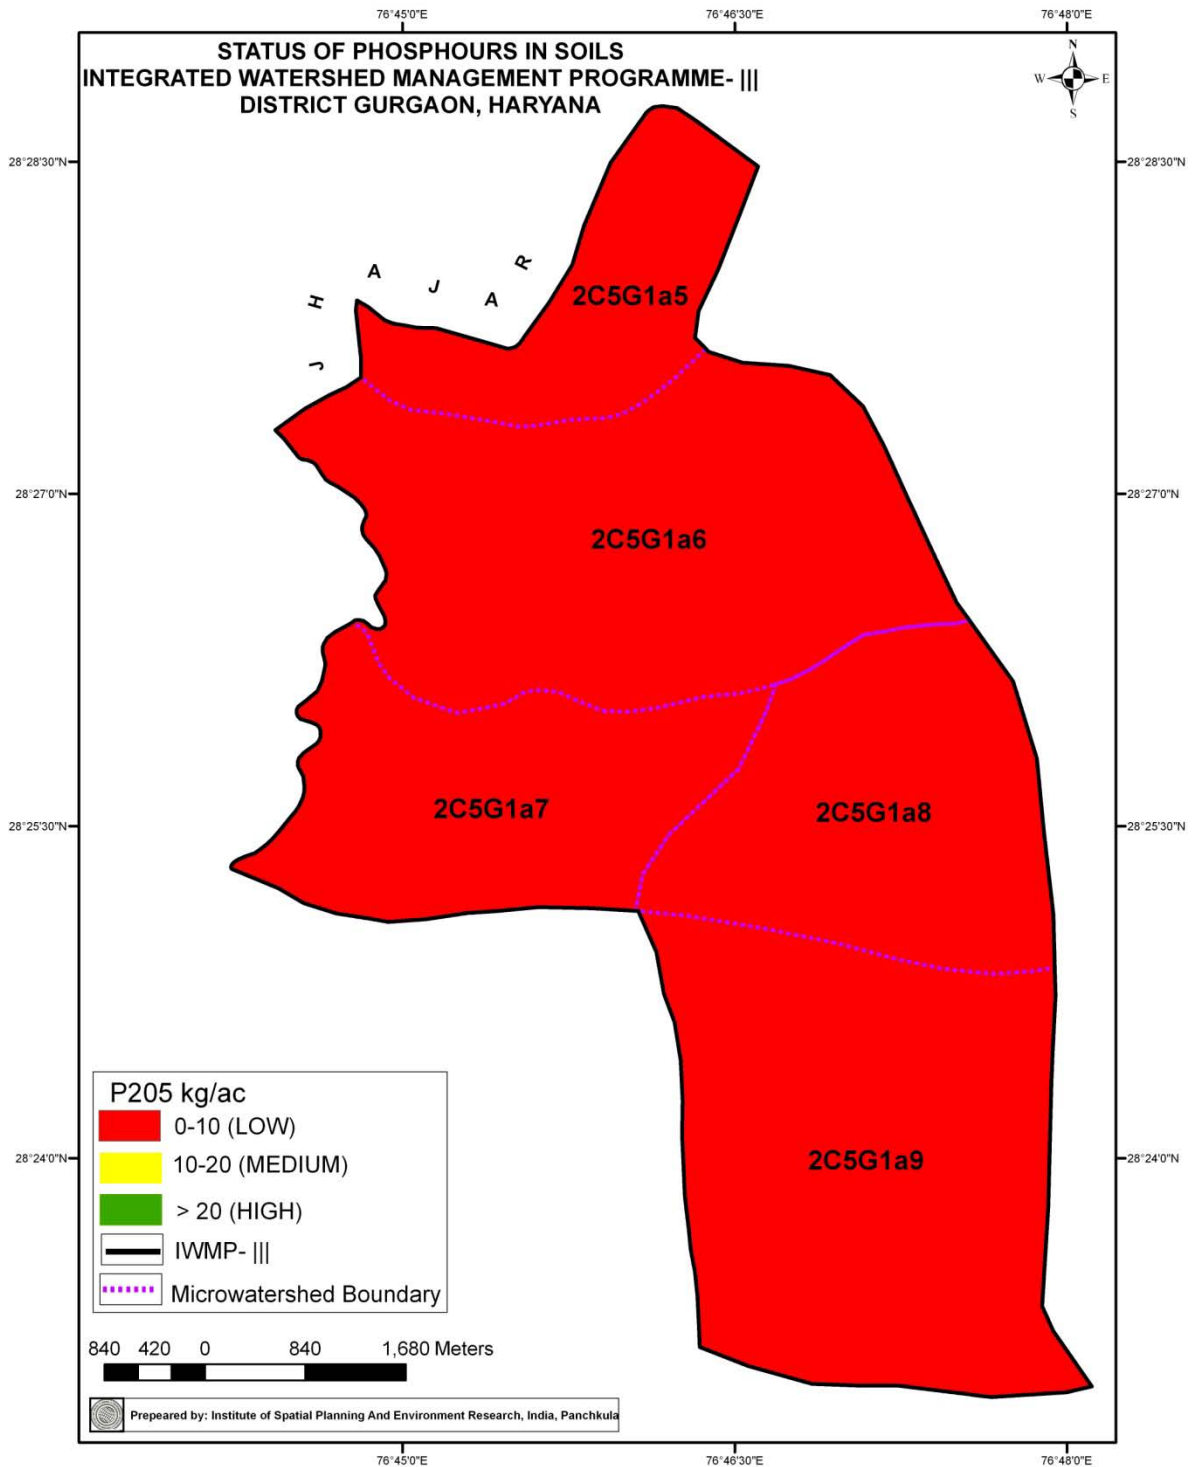 76°45'0"E
76°46'30"E
76°48'0"E
STATUS OF PHOSPHOURS IN SOILS
INTEGRATED WATERSHED MANAGEMENT PROGRAMME- |||
DISTRICT GURGAON, HARYANA
N
W E
S
28°28'30"N
28°28'30"N
J H A J A R
2C5G1a5
28°27'0"N
28°27'0"N
2C5G1a6
2C5G1a7
2C5G1a8
28°25'30"N
28°25'30"N
P205 kg/ac
0-10 (LOW)
10-20 (MEDIUM)
> 20 (HIGH)
IWMP- |||
Microwatershed Boundary
28°24'0"N
28°24'0"N
2C5G1a9
840 420 0 840 1,680 Meters
Prepeared by: Institute of Spatial Planning And Environment Research, India, Panchkula
76°45'0"E
76°46'30"E
76°48'0"E